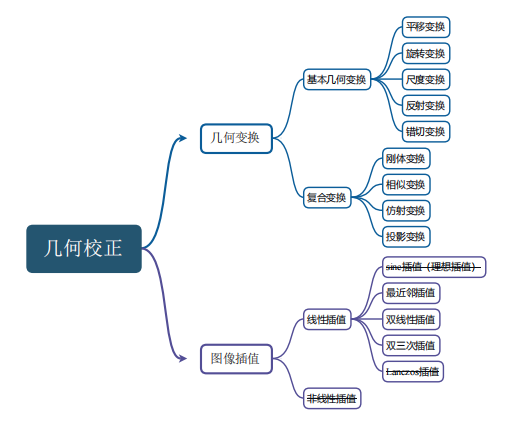 几何校正
几何变换
基本几何变换
平移变换
旋转变换
尺度变换
反射变换
错切变换
复合变换
刚体变换
相似变换
仿射变换
投影变换
图像插值
线性插值
sinc插值（理想插值）
最近邻插值
双线性插值
双三次插值
Lanczos插值
非线性插值